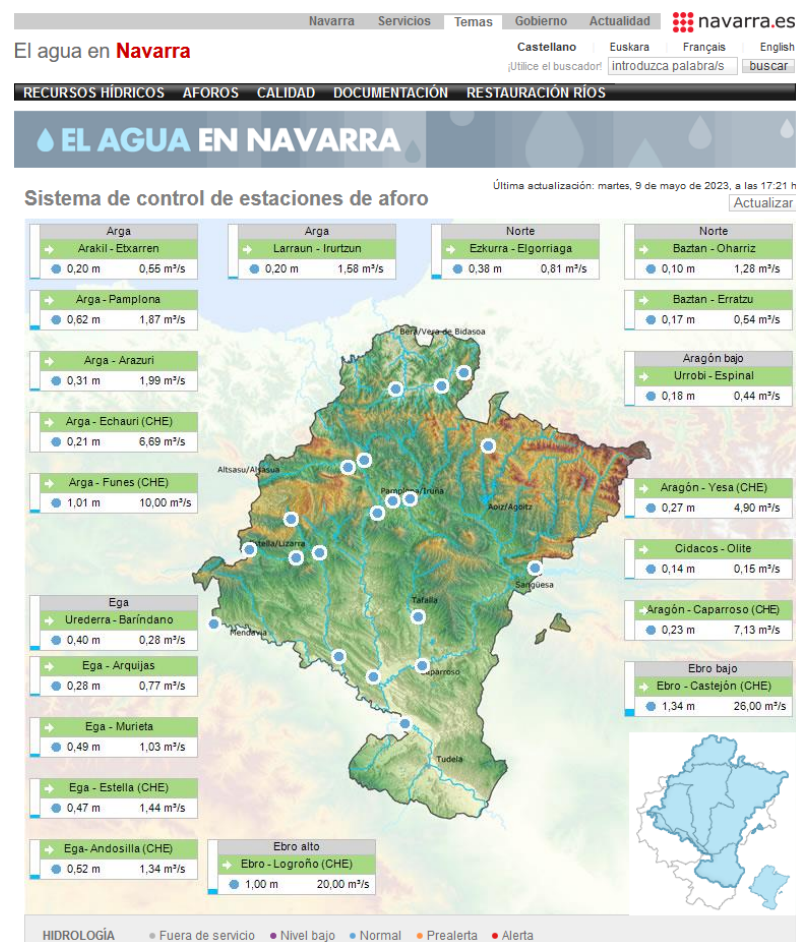 Navarra Servicios Temas Gobierno Actualidad
navarra.es
El agua en Navarra
Castellano Euskara Français English
¡Utilice el buscador! introduzca palabra/s buscar
RECURSOS HÍDRICOS AFOROS CALIDAD DOCUMENTACIÓN RESTAURACIÓN RÍOS
EL AGUA EN NAVARRA
Última actualización: martes, 9 de mayo de 2023, a las 17:21 h
Sistema de control de estaciones de aforo
Actualizar
Arga
Arakil - Etxarren
0,20 m 0,55 m³/s
Arga
Larraun - Irurtzun
0,20 m 1,58 m³/s
Norte
Ezkurra - Elgorriaga
0,38 m 0,81 m³/s
Norte
Baztan - Oharriz
0,10 m 1,28 m³/s
Arga - Pamplona
0,62 m 1,87 m³/s
Baztan - Erratzu
0,17 m 0,54 m³/s
Arga - Arazuri
0,31 m 1,99 m³/s
Aragón bajo
Urrobi - Espinal
0,18 m 0,44 m³/s
Arga - Echauri (CHE)
0,21 m 6,69 m³/s
Arga - Funes (CHE)
1,01 m 10,00 m³/s
Aragón - Yesa (CHE)
0,27 m 4,90 m³/s
Cidacos - Olite
0,14 m 0,15 m³/s
Aragón - Caparroso (CHE)
0,23 m 7,13 m³/s
Ebro bajo
Ebro - Castejón (CHE)
1,34 m 26,00 m³/s
Bera/Vera de Bidasoa
Altsasu/Alsasua
Pamplona/Iruña
Aoiz/Agoitz
Estella/Lizarra
Sangüesa
Tafalla
Mendavia
Caparroso
Tudela
Ega
Urederra - Baríndano
0,40 m 0,28 m³/s
Ega - Arquijas
0,28 m 0,77 m³/s
Ega - Murieta
0,49 m 1,03 m³/s
Ega - Estella (CHE)
0,47 m 1,44 m³/s
Ega- Andosilla (CHE)
0,52 m 1,34 m³/s
Ebro alto
Ebro - Logroño (CHE)
1,00 m 20,00 m³/s
HIDROLOGÍA Fuera de servicio Nivel bajo Normal Prealerta Alerta